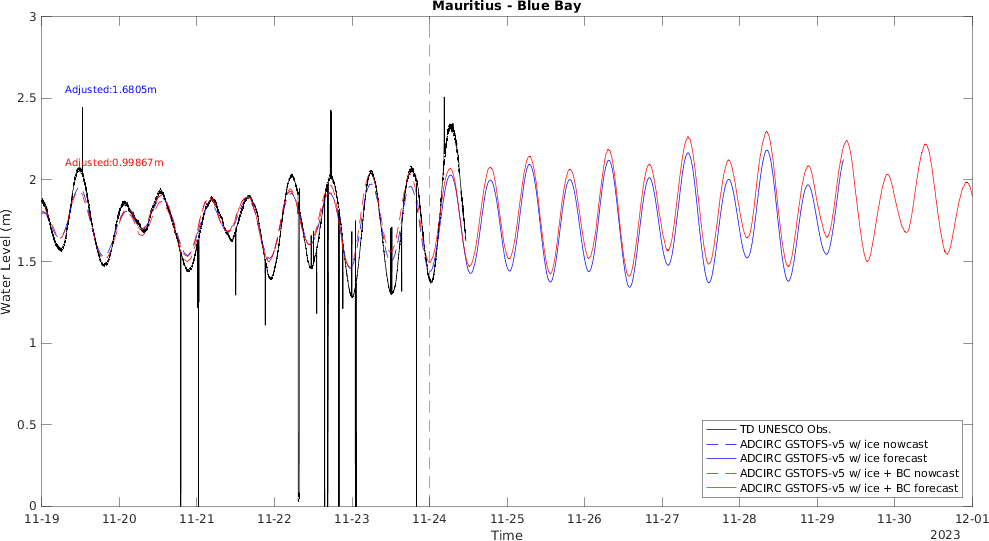 Mauritius - Blue Bay
3
2.5
2
1.5
1
0.5
0
Water Level (m)
Adjusted:1.6805m
Adjusted:0.99867m
TD UNESCO Obs.
ADCIRC GSTOFS-v5 w/ ice nowcast
ADCIRC GSTOFS-v5 w/ ice forecast
ADCIRC GSTOFS-v5 w/ ice + BC nowcast
ADCIRC GSTOFS-v5 w/ ice + BC forecast
11-19 11-20 11-21 11-22 11-23 11-24 11-25 11-26 11-27 11-28 11-29 11-30 12-01
Time
2023